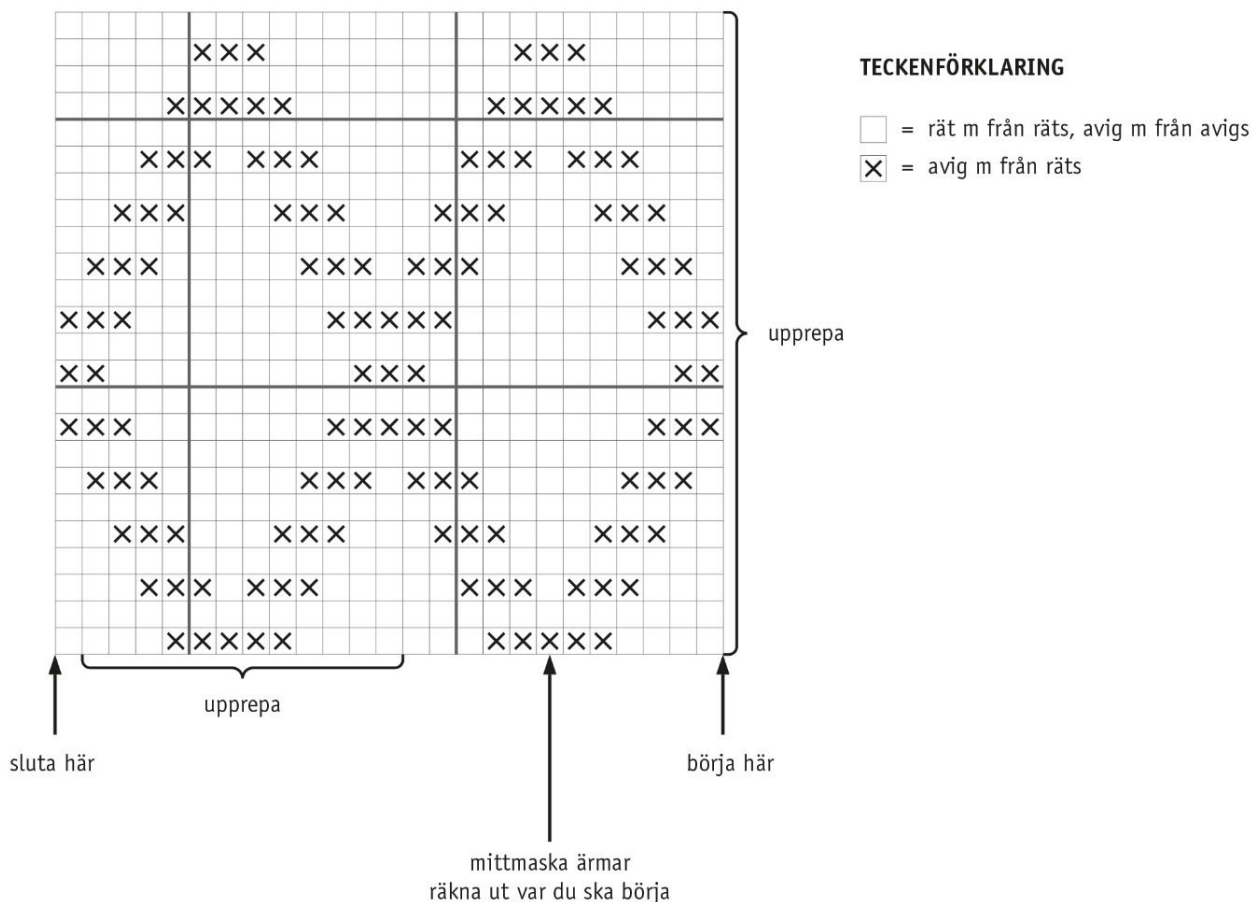 TECKENFÖRKLARING
= rät m från räts, avig m från avigs
= avig m från räts
upprepa
upprepa
sluta här
börja här
mittmaska ärmar
räkna ut var du ska börja